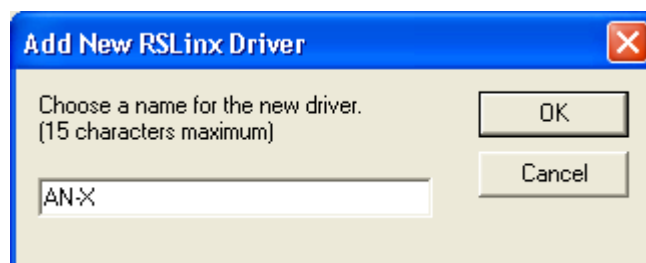 Add New RSLinx Driver
Choose a name for the new driver.
(15 characters maximum)
OK
Cancel
AN-X